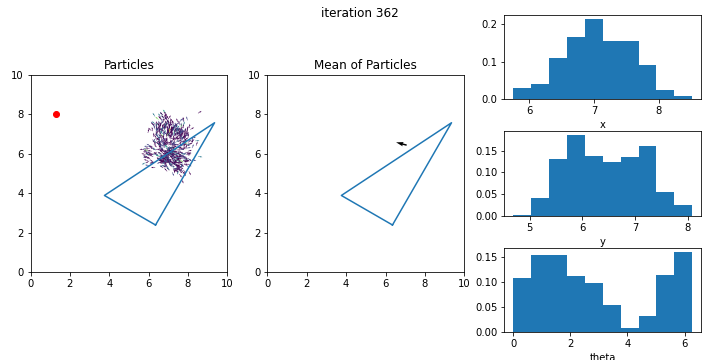 iteration 362
Particles
10
8
6
4
2
0
0 2 4 6 8 10
Mean of Particles
10
8
6
4
2
0
0 2 4 6 8 10
0.2
0.1
0.0
6 7 8
x
0.15
0.10
0.05
0.00
5 6 7 8
y
0.15
0.10
0.05
0.00
0 2 4 6
theta